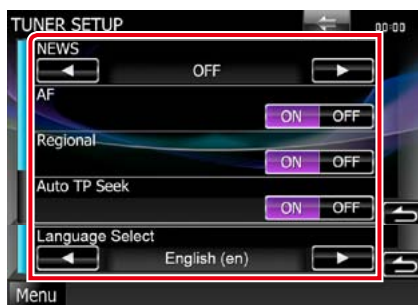 TUNER SETUP
00:00
NEWS
OFF
AF
ON OFF
Regional
ON OFF
Auto TP Seek
ON OFF
Language Select
English (en)
Menu